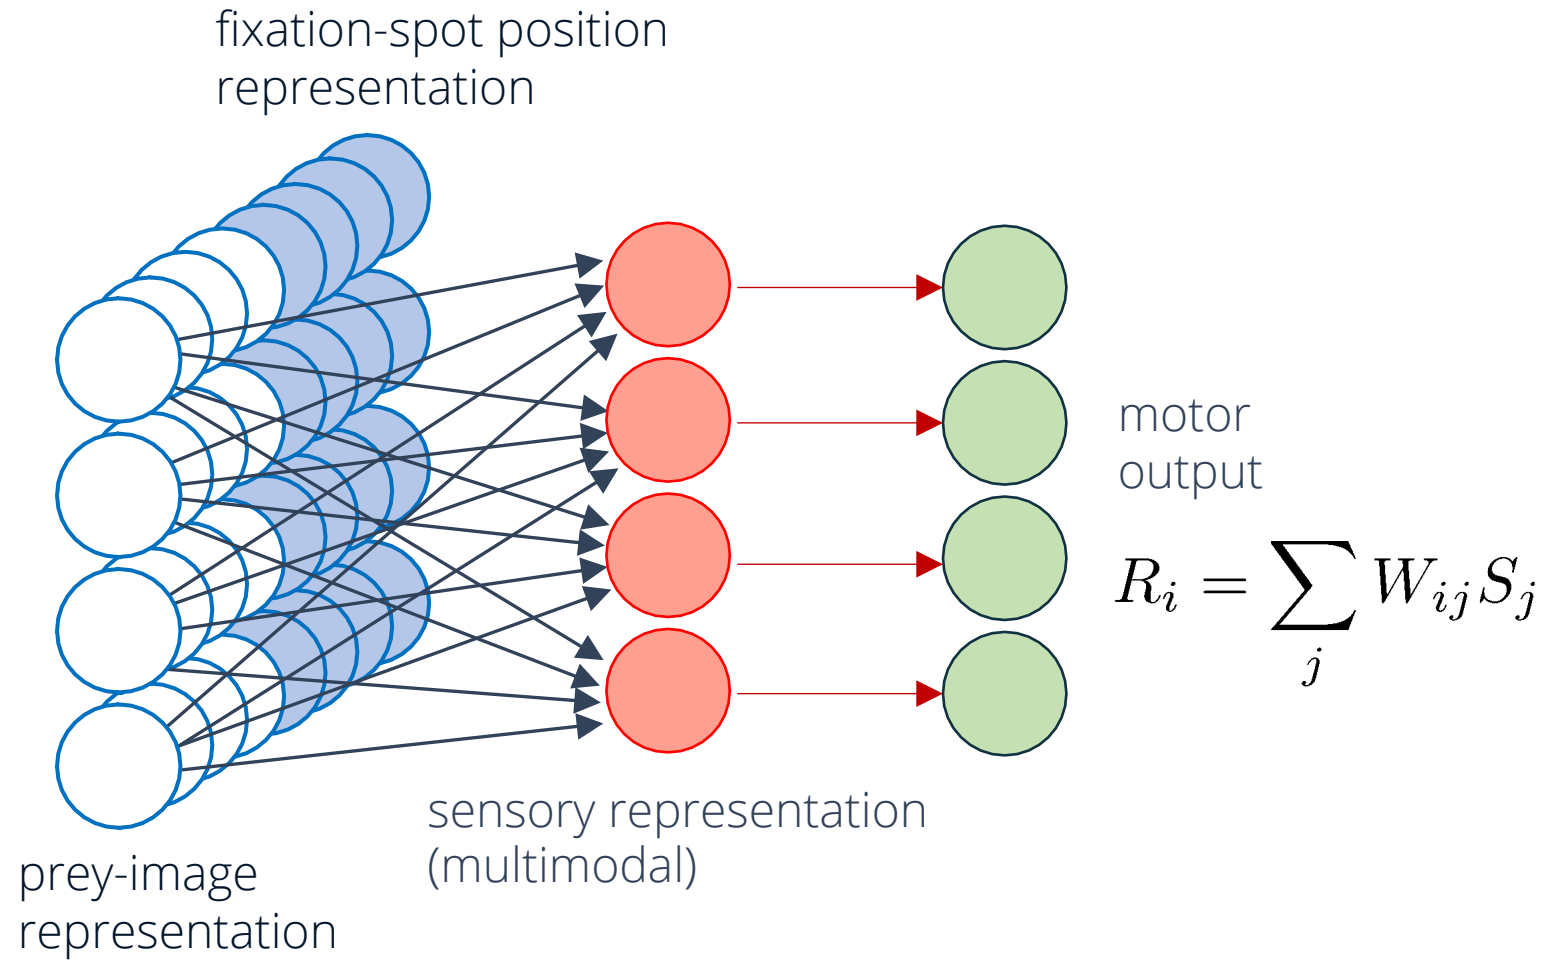 fixation-spot position
representation
motor
output
R_i = \sum_j W_{ij} S_j
sensory representation
(multimodal)
prey-image
representation